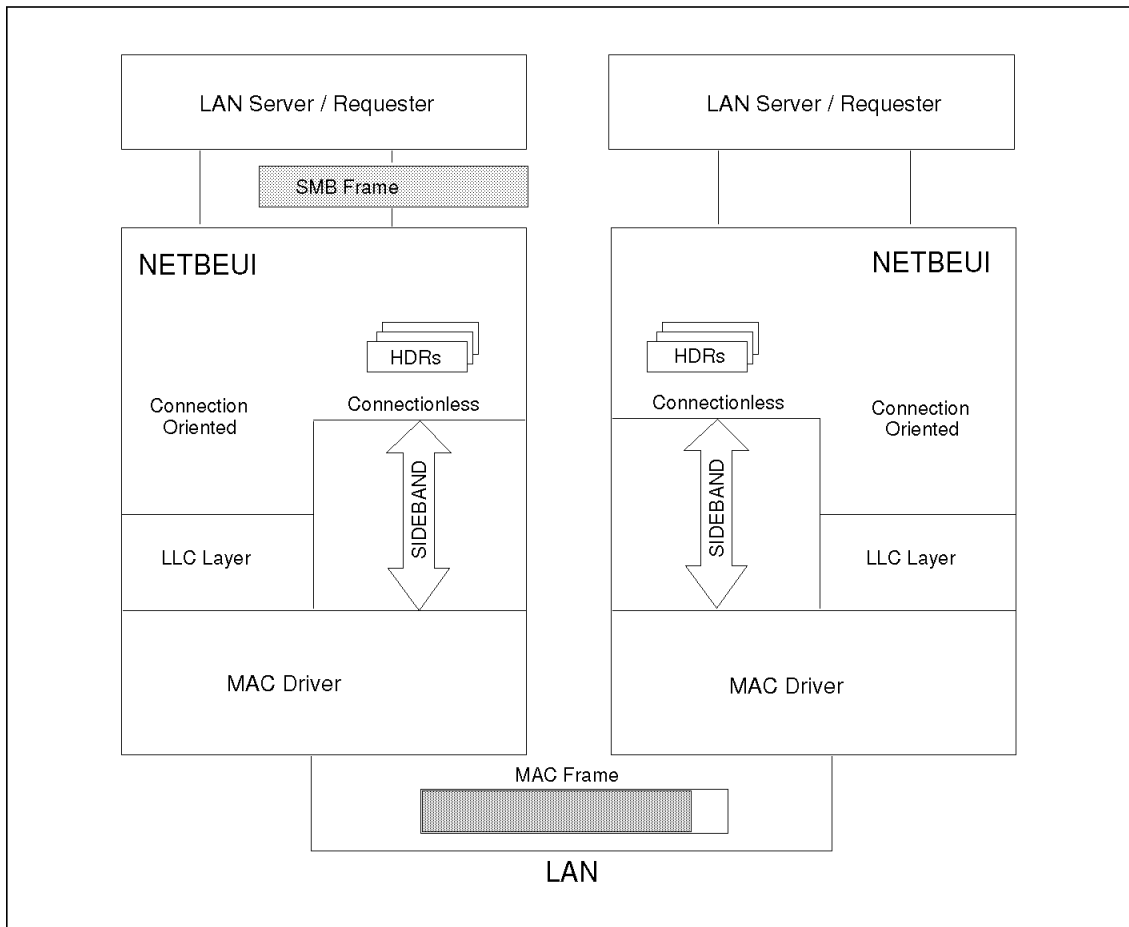 LAN Server / Requester
LAN Server / Requester
SMB Frame
NETBEUI
NETBEUI
HDRs
HDRs
Connectionless
Connectionless
Connection
Oriented
Connection
Oriented
SIDEBAND
SIDEBAND
LLC Layer
LLC Layer
MAC Driver
MAC Driver
MAC Frame
LAN